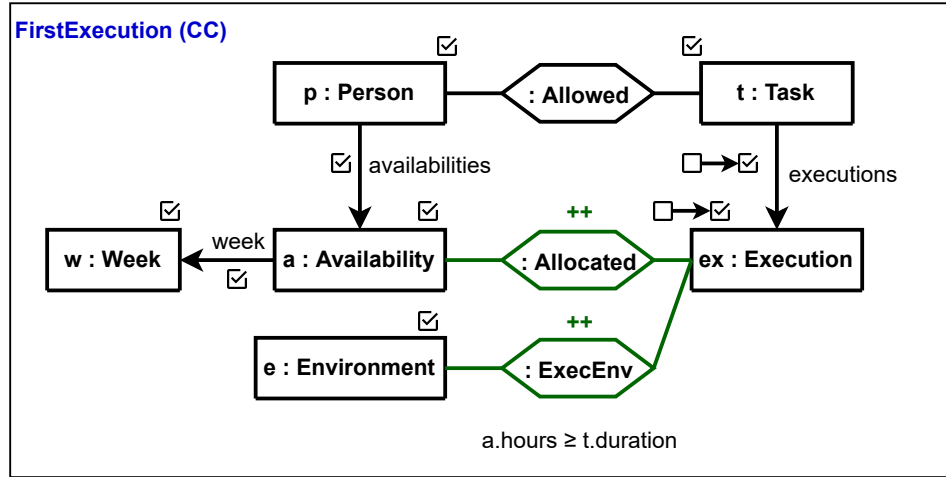 FirstExecution (CC)
p : Person
: Allowed
t : Task
availabilities
executions
week
++
w : Week
a : Availability
: Allocated
ex : Execution
++
e : Environment
: ExecEnv
a.hours ≥ t.duration